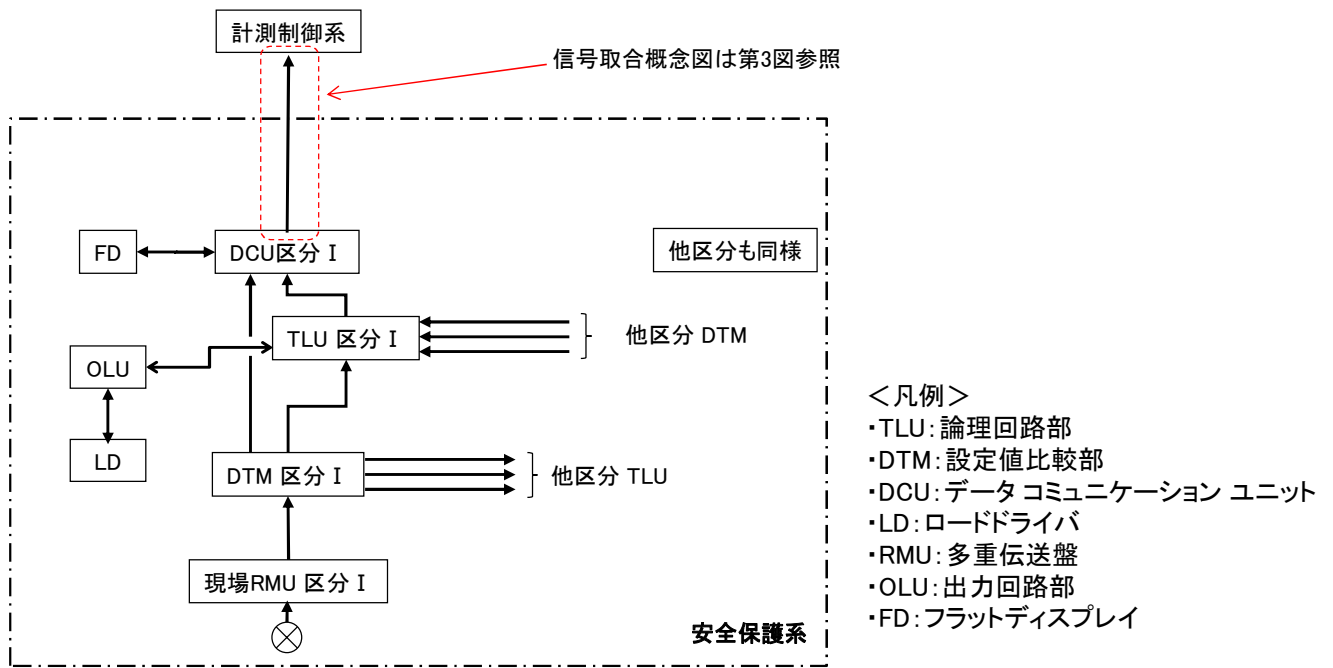 計測制御系
信号取合概念図は第3図参照
FD
DCU区分Ⅰ
他区分も同様
TLU 区分Ⅰ
他区分 DTM
OLU
LD
DTM 区分Ⅰ
他区分 TLU
現場RMU 区分Ⅰ
安全保護系
＜凡例＞
・TLU：論理回路部
・DTM：設定値比較部
・DCU：データ コミュニケーション ユニット
・LD：ロードドライバ
・RMU：多重伝送盤
・OLU：出力回路部
・FD：フラットディスプレイ